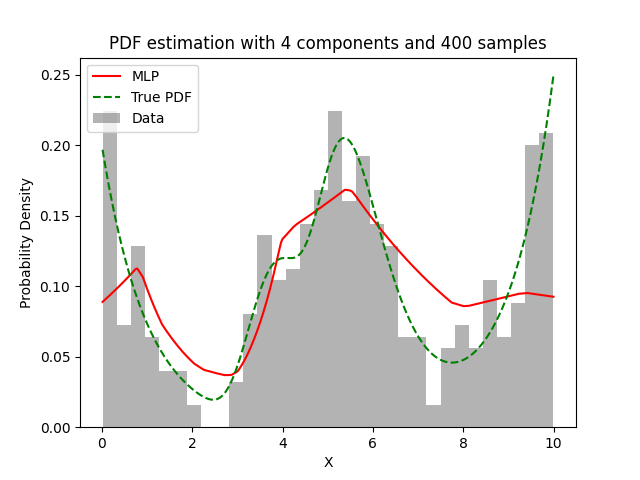 PDF estimation with 4 components and 400 samples
MLP
True PDF
Data
0.25
0.20
0.15
0.10
0.05
0.00
Probability Density
0 2 4 6 8 10
X